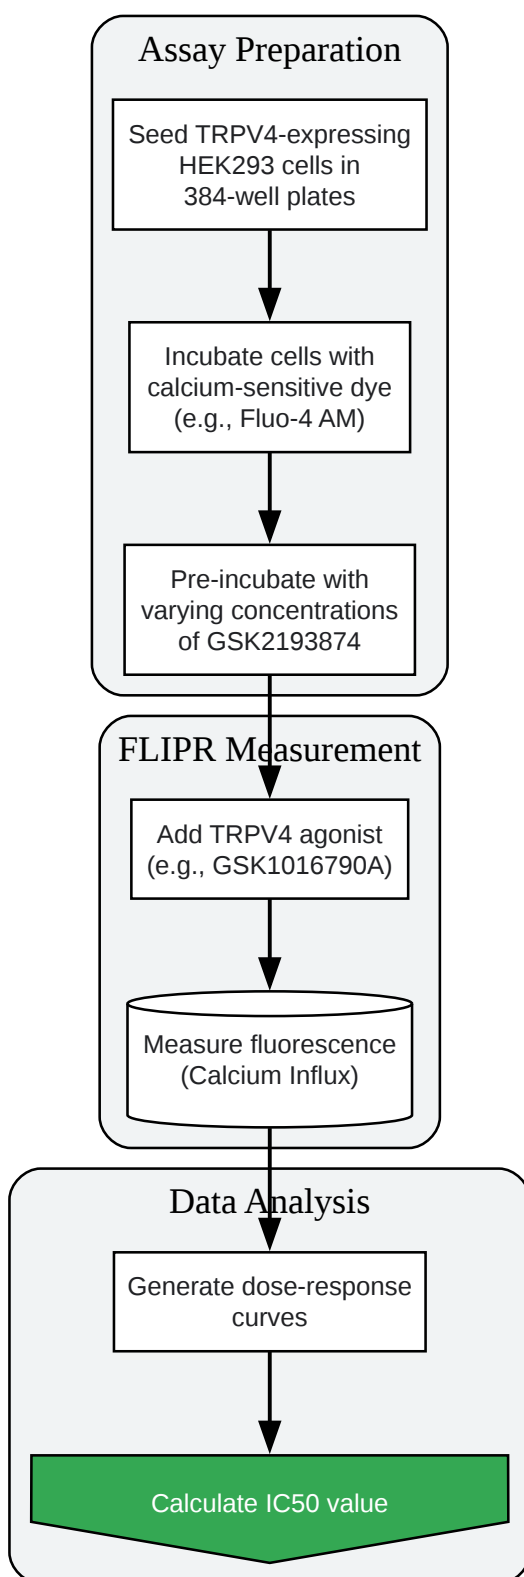 Assay Preparation
Seed TRPV4-expressing
HEK293 cells in
384-well plates
Incubate cells with
calcium-sensitive dye
(e.g., Fluo-4 AM)
Pre-incubate with
varying concentrations
of GSK2193874
FLIPR Measurement
Add TRPV4 agonist
(e.g., GSK1016790A)
Measure fluorescence
(Calcium Influx)
Data Analysis
Generate dose-response
curves
Calculate IC50 value